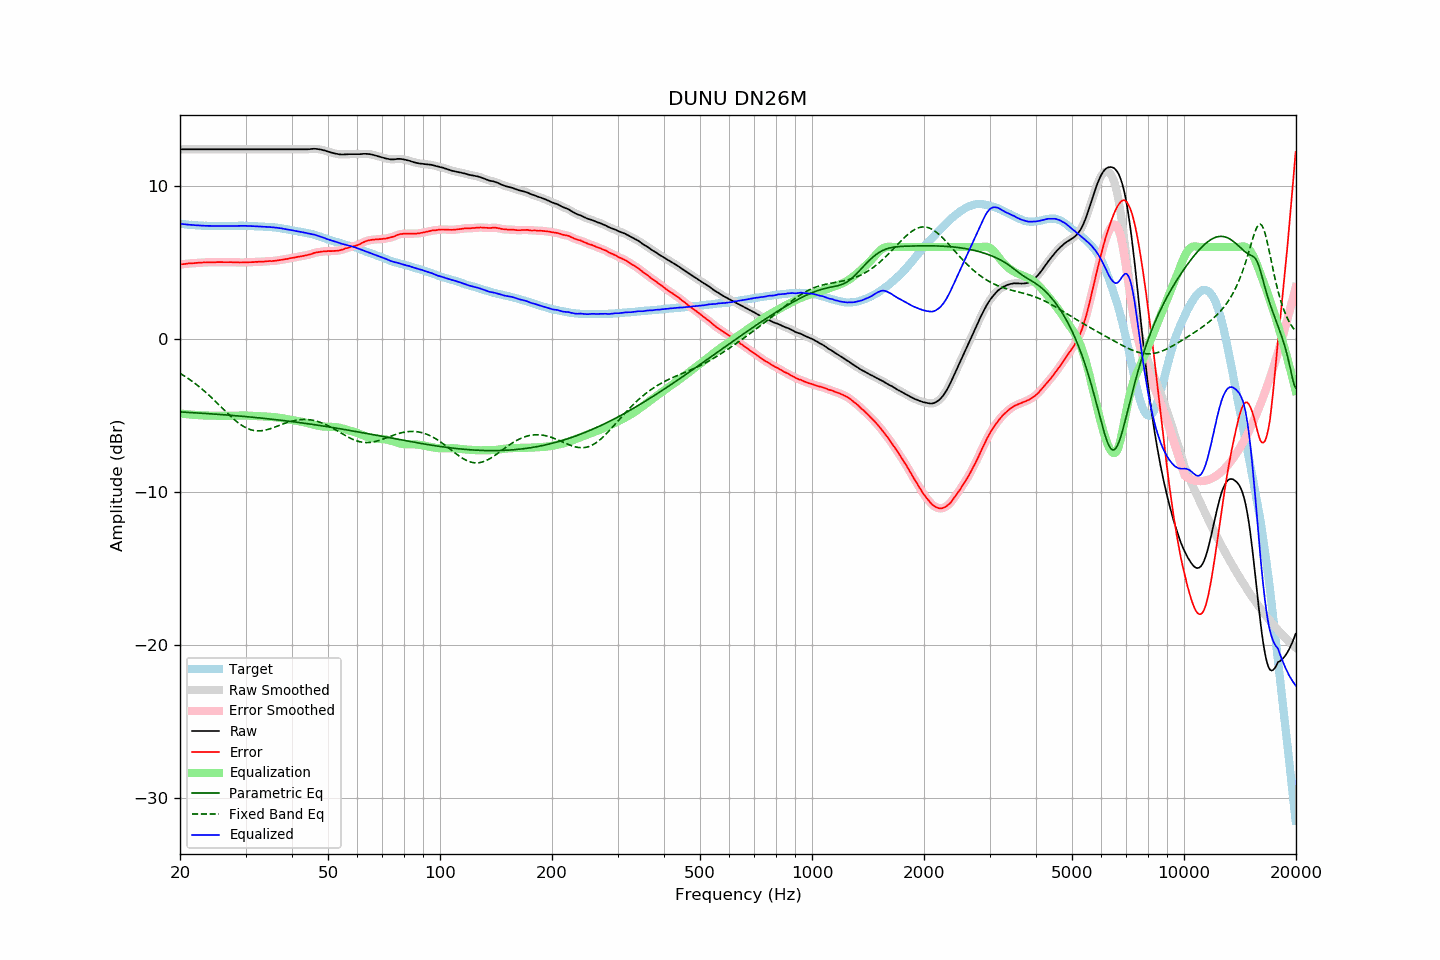 DUNU DN26M
Amplitude (dBr)
10
0
−10
−20
−30
Target
Raw Smoothed
Error Smoothed
Raw
Error
Equalization
Parametric Eq
Fixed Band Eq
Equalized
20 50 100 200 500 1000 2000 5000 10000 20000
Frequency (Hz)